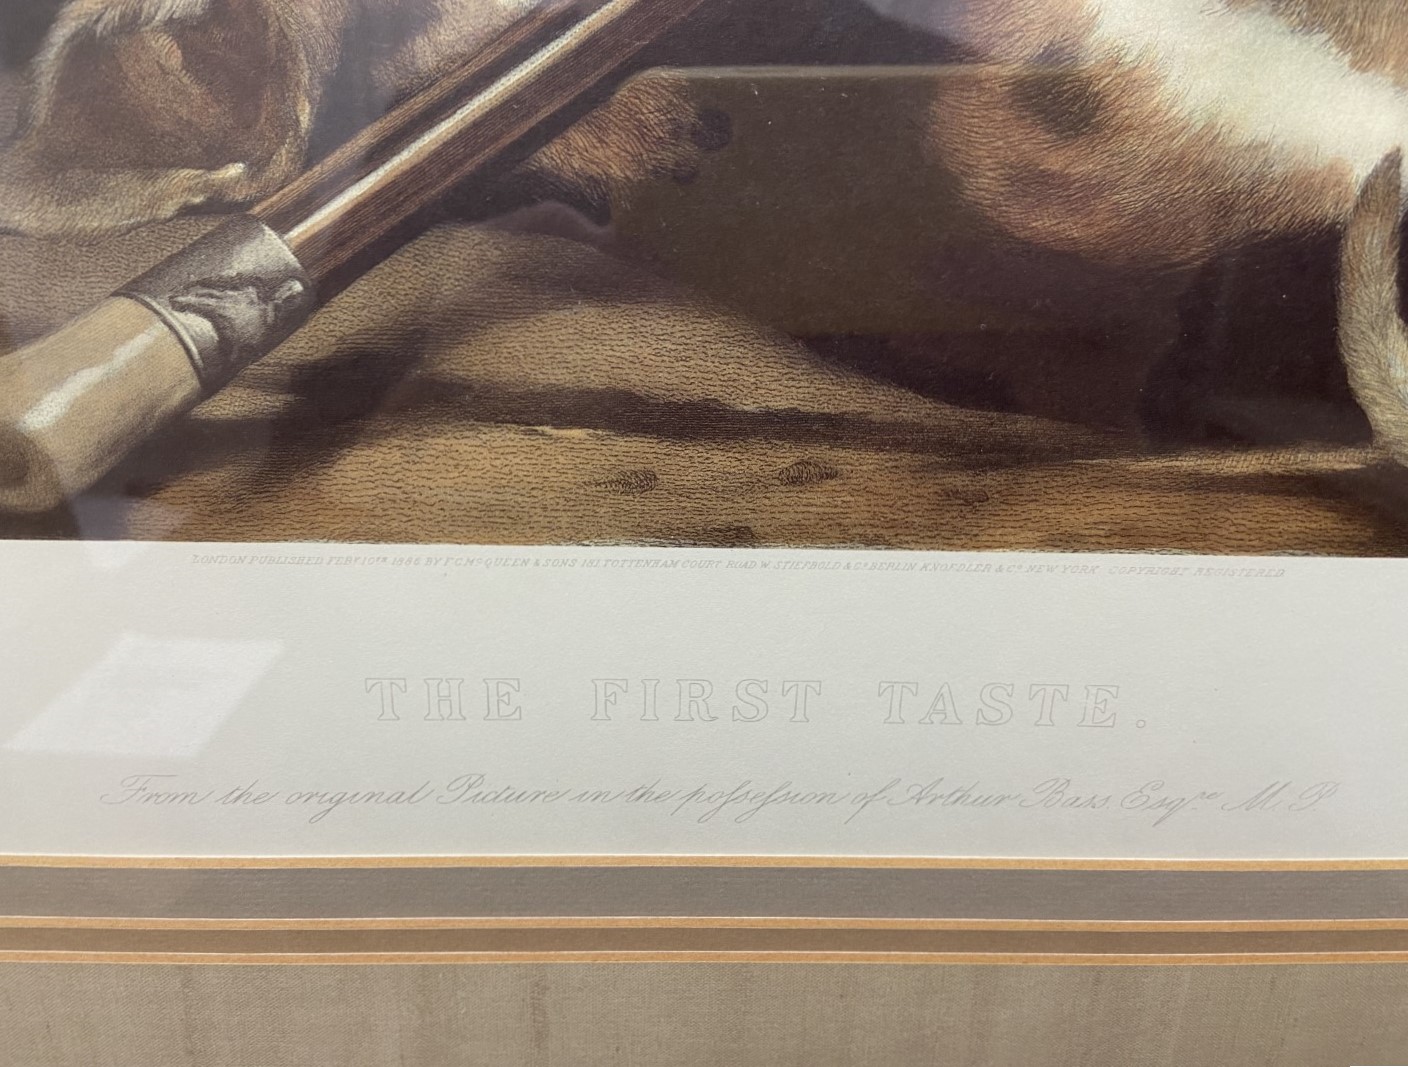 LONDON PUBLISHED FEBY 10TH 1886 BY F C MCQUEEN & SONS 181 TOTTENHAM COURT ROAD W. STIEFBOLD & CO BERLIN KNOEDLER & CO NEW YORK COPYRIGHT REGISTERED
THE FIRST TASTE.
From the original Picture in the poſseſsion of Arthur Bass Esqre. M. P.